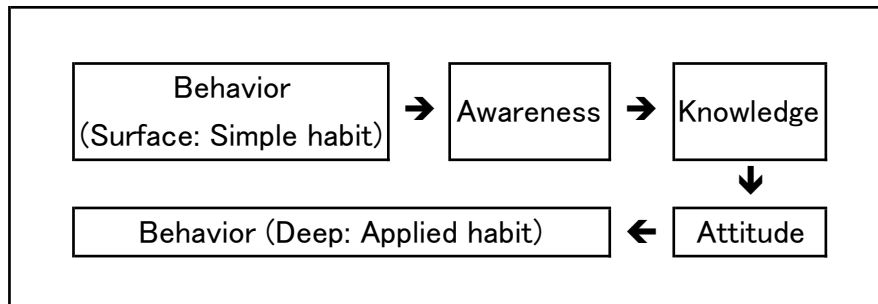 Behavior
(Surface: Simple habit)
Awareness
Knowledge
Attitude
Behavior (Deep: Applied habit)